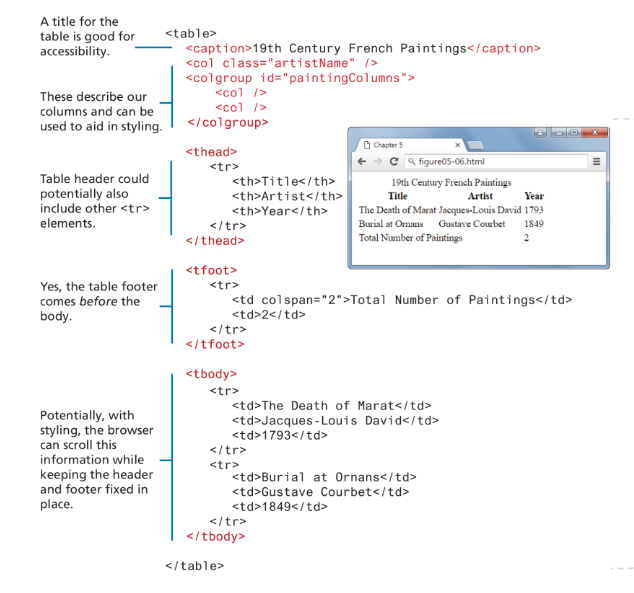 A title for the
table is good for
accessibility.
<table>
<caption>19th Century French Paintings</caption>
<col class="artistName" />
<colgroup id="paintingColumns">
<col />
<col />
</colgroup>
These describe our
columns and can be
used to aid in styling.
<thead>
<tr>
<th>Title</th>
<th>Artist</th>
<th>Year</th>
</tr>
</thead>
Table header could
potentially also
include other <tr>
elements.
Chapter 5
figure05-06.html
19th Century French Paintings
Title Artist Year
The Death of Marat Jacques-Louis David 1793
Burial at Ornans Gustave Courbet 1849
Total Number of Paintings 2
<tfoot>
<tr>
<td colspan="2">Total Number of Paintings</td>
<td>2</td>
</tr>
</tfoot>
Yes, the table footer
comes before the
body.
<tbody>
<tr>
<td>The Death of Marat</td>
<td>Jacques-Louis David</td>
<td>1793</td>
</tr>
<tr>
<td>Burial at Ornans</td>
<td>Gustave Courbet</td>
<td>1849</td>
</tr>
</tbody>
Potentially, with
styling, the browser
can scroll this
information while
keeping the header
and footer fixed in
place.
</table>